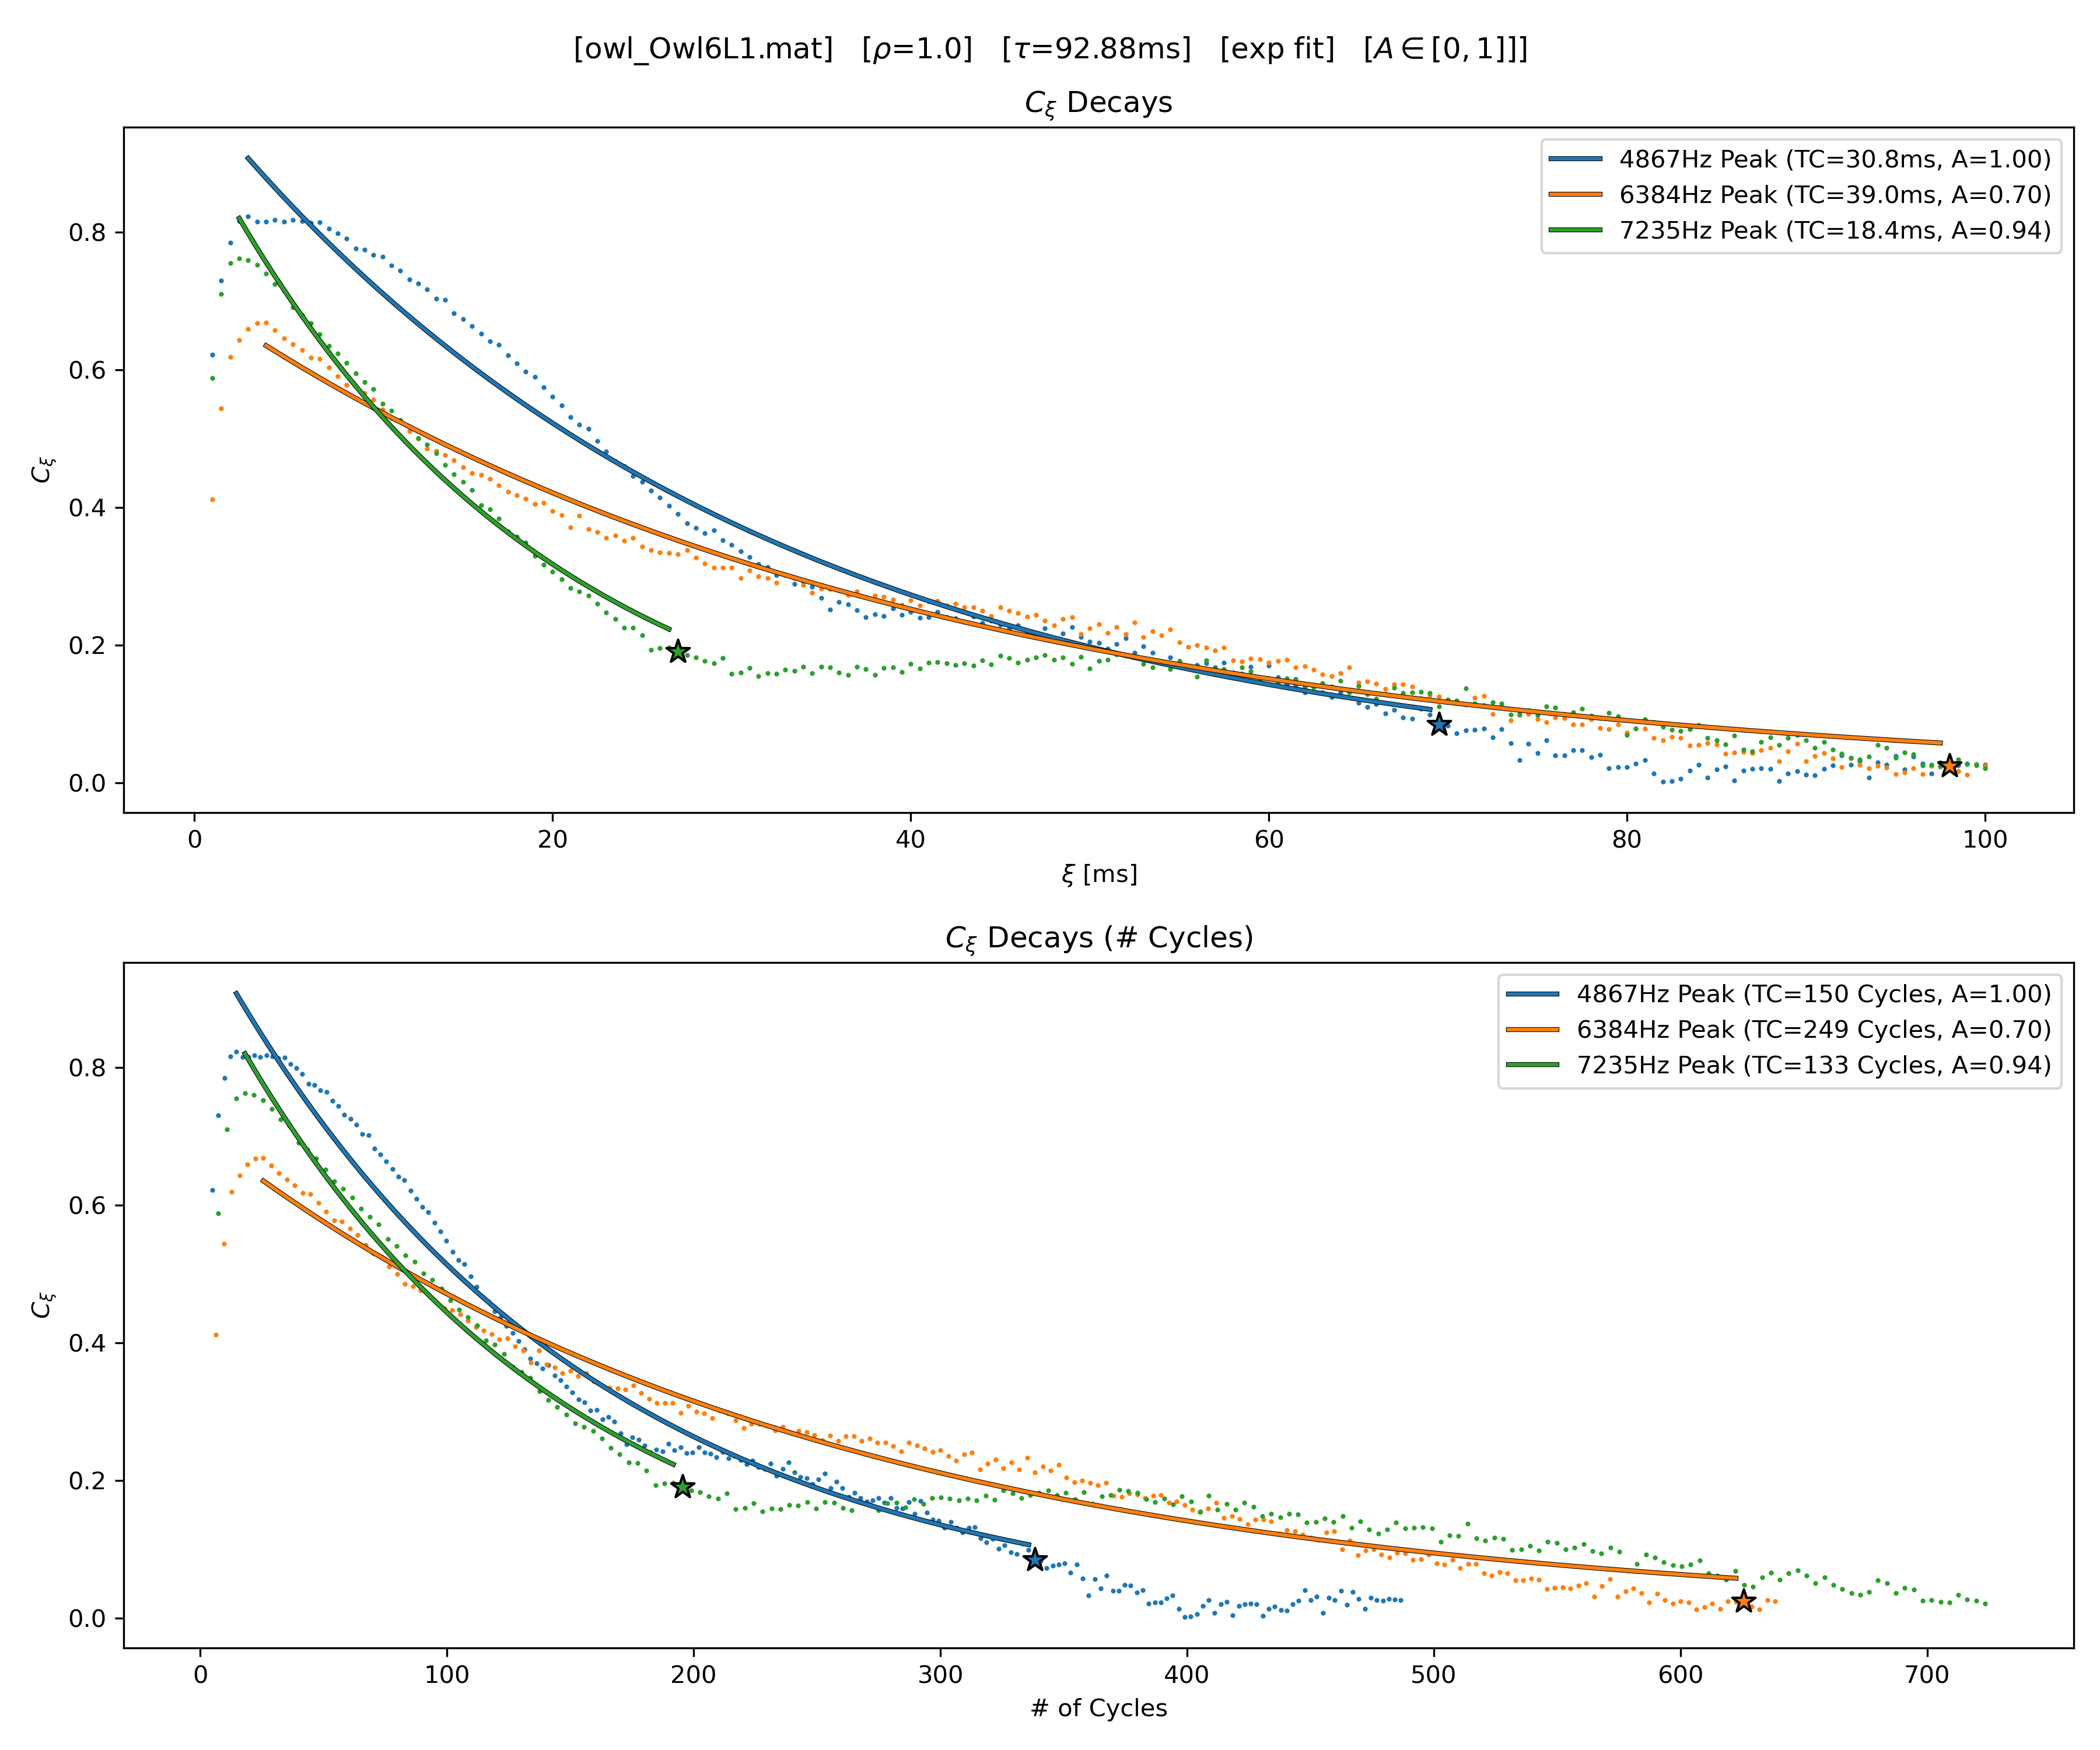 [owl_Owl6L1.mat] [ρ=1.0] [τ=92.88ms] [exp fit] [A ∈ [0, 1]]]
C_ξ Decays
4867Hz Peak (TC=30.8ms, A=1.00)
6384Hz Peak (TC=39.0ms, A=0.70)
7235Hz Peak (TC=18.4ms, A=0.94)
C_ξ
0.8
0.6
0.4
0.2
0.0
0 20 40 60 80 100
ξ [ms]
C_ξ Decays (# Cycles)
4867Hz Peak (TC=150 Cycles, A=1.00)
6384Hz Peak (TC=249 Cycles, A=0.70)
7235Hz Peak (TC=133 Cycles, A=0.94)
C_ξ
0.8
0.6
0.4
0.2
0.0
0 100 200 300 400 500 600 700
# of Cycles